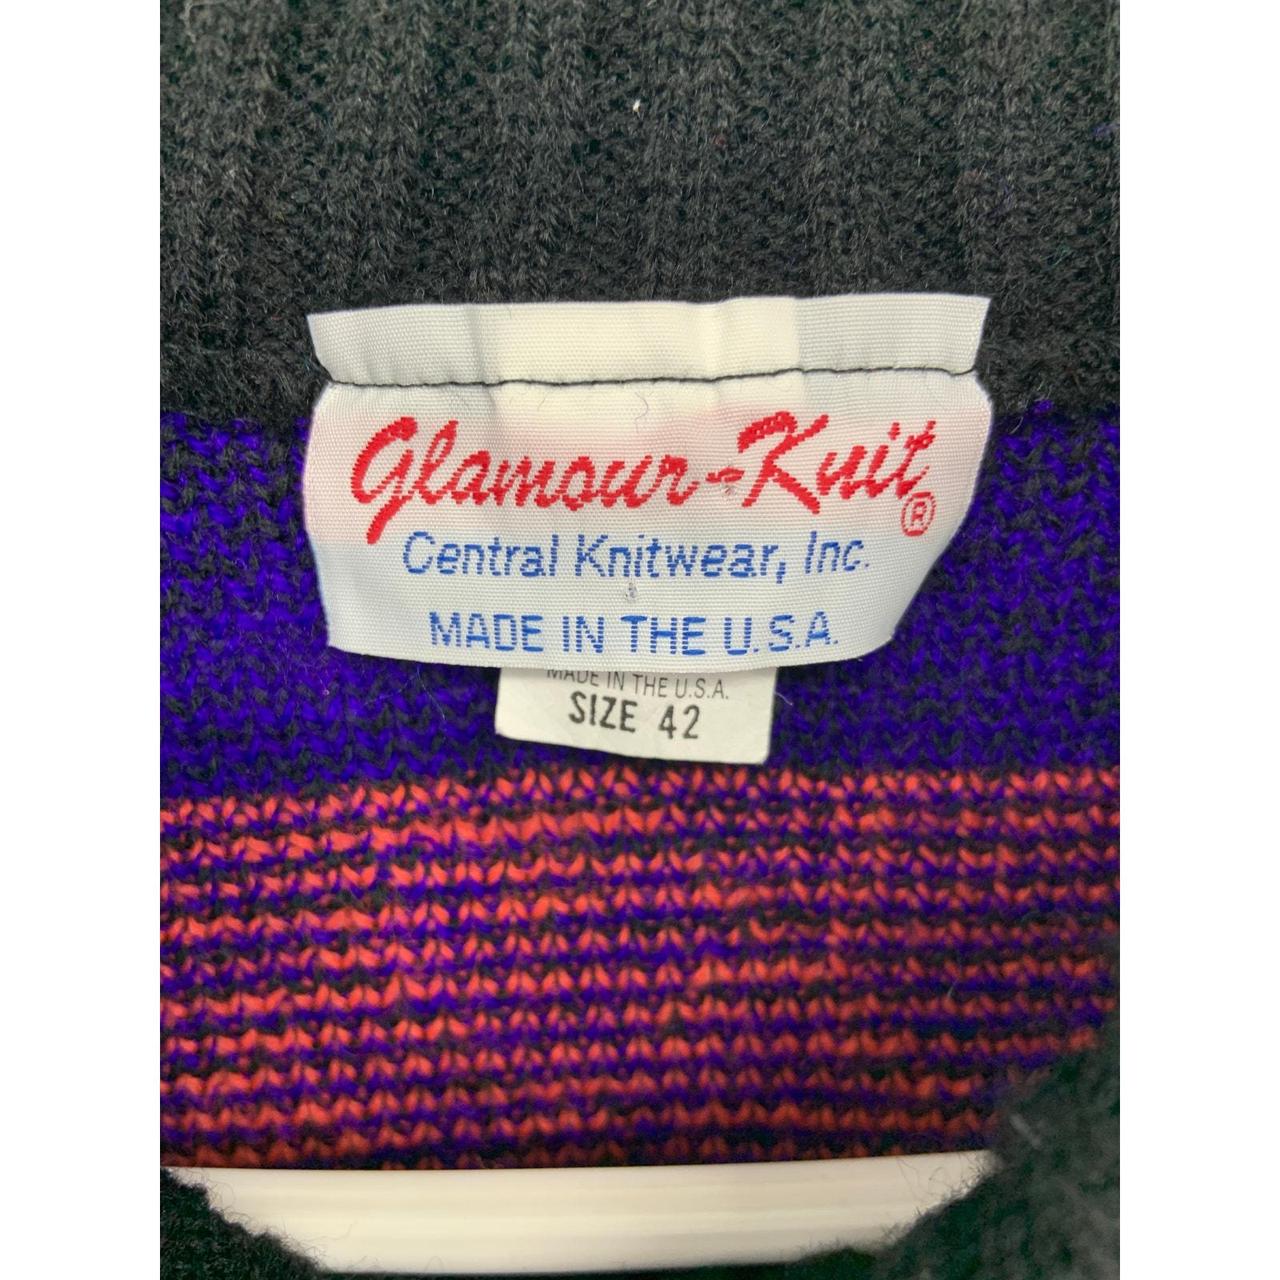 Glamour-Knit®
Central Knitwear, Inc.
MADE IN THE U.S.A.
MADE IN THE U.S.A.
SIZE 42